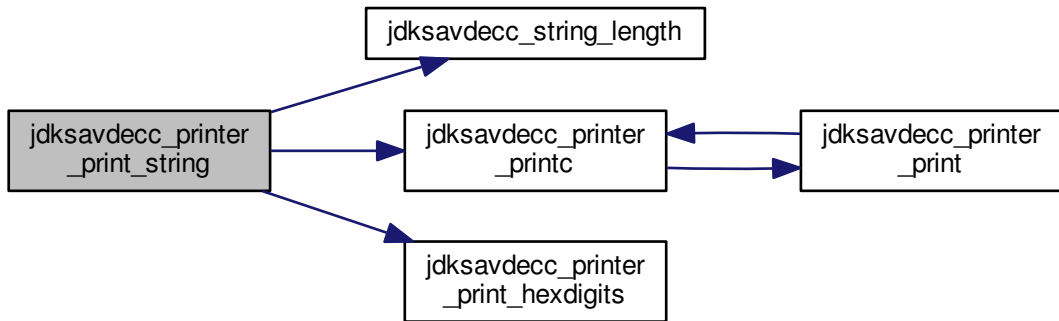 jdksavdecc_string_length
jdksavdecc_printer
_print_string
jdksavdecc_printer
_printc
jdksavdecc_printer
_print
jdksavdecc_printer
_print_hexdigits